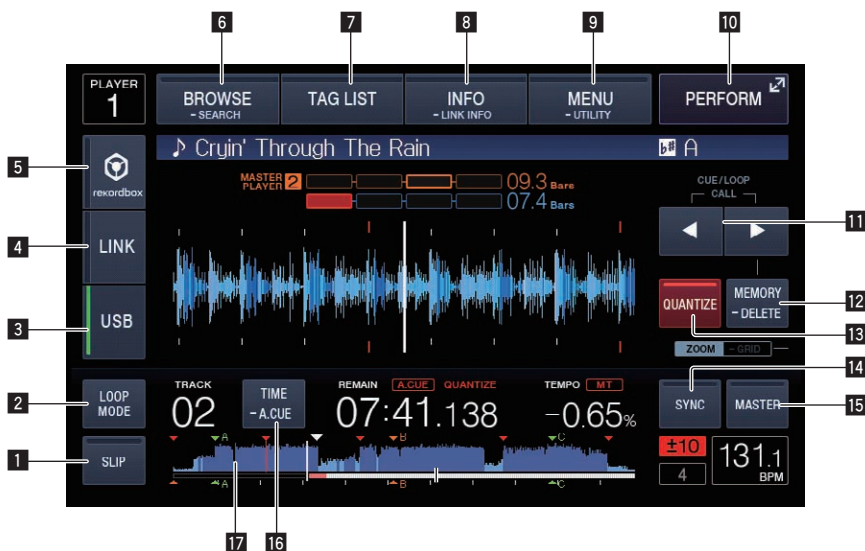 6 7 8 9 10
PLAYER
1
BROWSE
- SEARCH
TAG LIST
INFO
- LINK INFO
MENU
- UTILITY
PERFORM
5
rekordbox
♪ Cryin' Through The Rain
b# A
MASTER PLAYER 2
09.3 Bars
07.4 Bars
CUE/LOOP
CALL
11
4
LINK
3
USB
QUANTIZE
MEMORY
- DELETE
12
13
ZOOM - GRID
14
2
LOOP
MODE
TRACK
02
TIME
- A.CUE
REMAIN A.CUE QUANTIZE
07:41.138
TEMPO MT
-0.65%
SYNC
MASTER
15
1
SLIP
A B C
A B C
±10
4
131.1
BPM
17 16